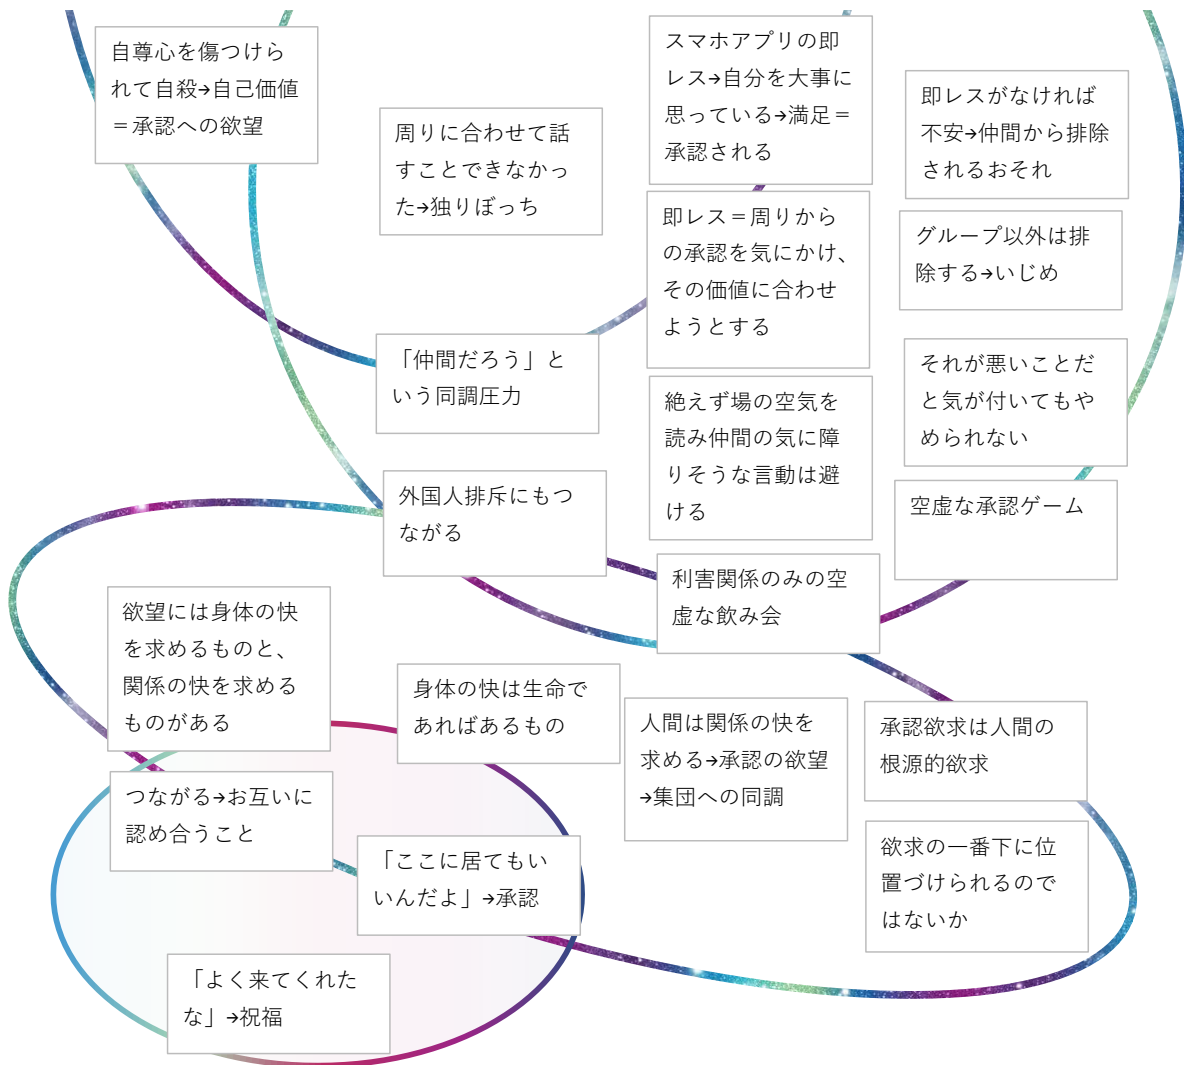 自尊心を傷つけら
れて自殺→自己価値
＝承認への欲望
周りに合わせて話
すことできなかっ
た→独りぼっち
スマホアプリの即
レス→自分を大事に
思っている→満足＝
承認される
即レスがなければ
不安→仲間から排除
されるおそれ
即レス＝周りから
の承認を気にかけ、
その価値に合わせ
ようとする
グループ以外は排
除する→いじめ
「仲間だろう」と
いう同調圧力
それが悪いことだ
と気が付いてもや
められない
絶えず場の空気を
読み仲間の気に障
りそうな言動は避
ける
外国人排斥にもつ
ながる
空虚な承認ゲーム
利害関係のみの空
虚な飲み会
欲望には身体の快
を求めるものと、
関係の快を求める
ものがある
身体の快は生命で
あればあるもの
人間は関係の快を
求める→承認の欲望
→集団への同調
承認欲求は人間の
根源的欲求
つながる→お互いに
認め合うこと
「ここに居てもい
いんだよ」→承認
欲求の一番下に位
置づけられるので
はないか
「よく来てくれた
な」→祝福